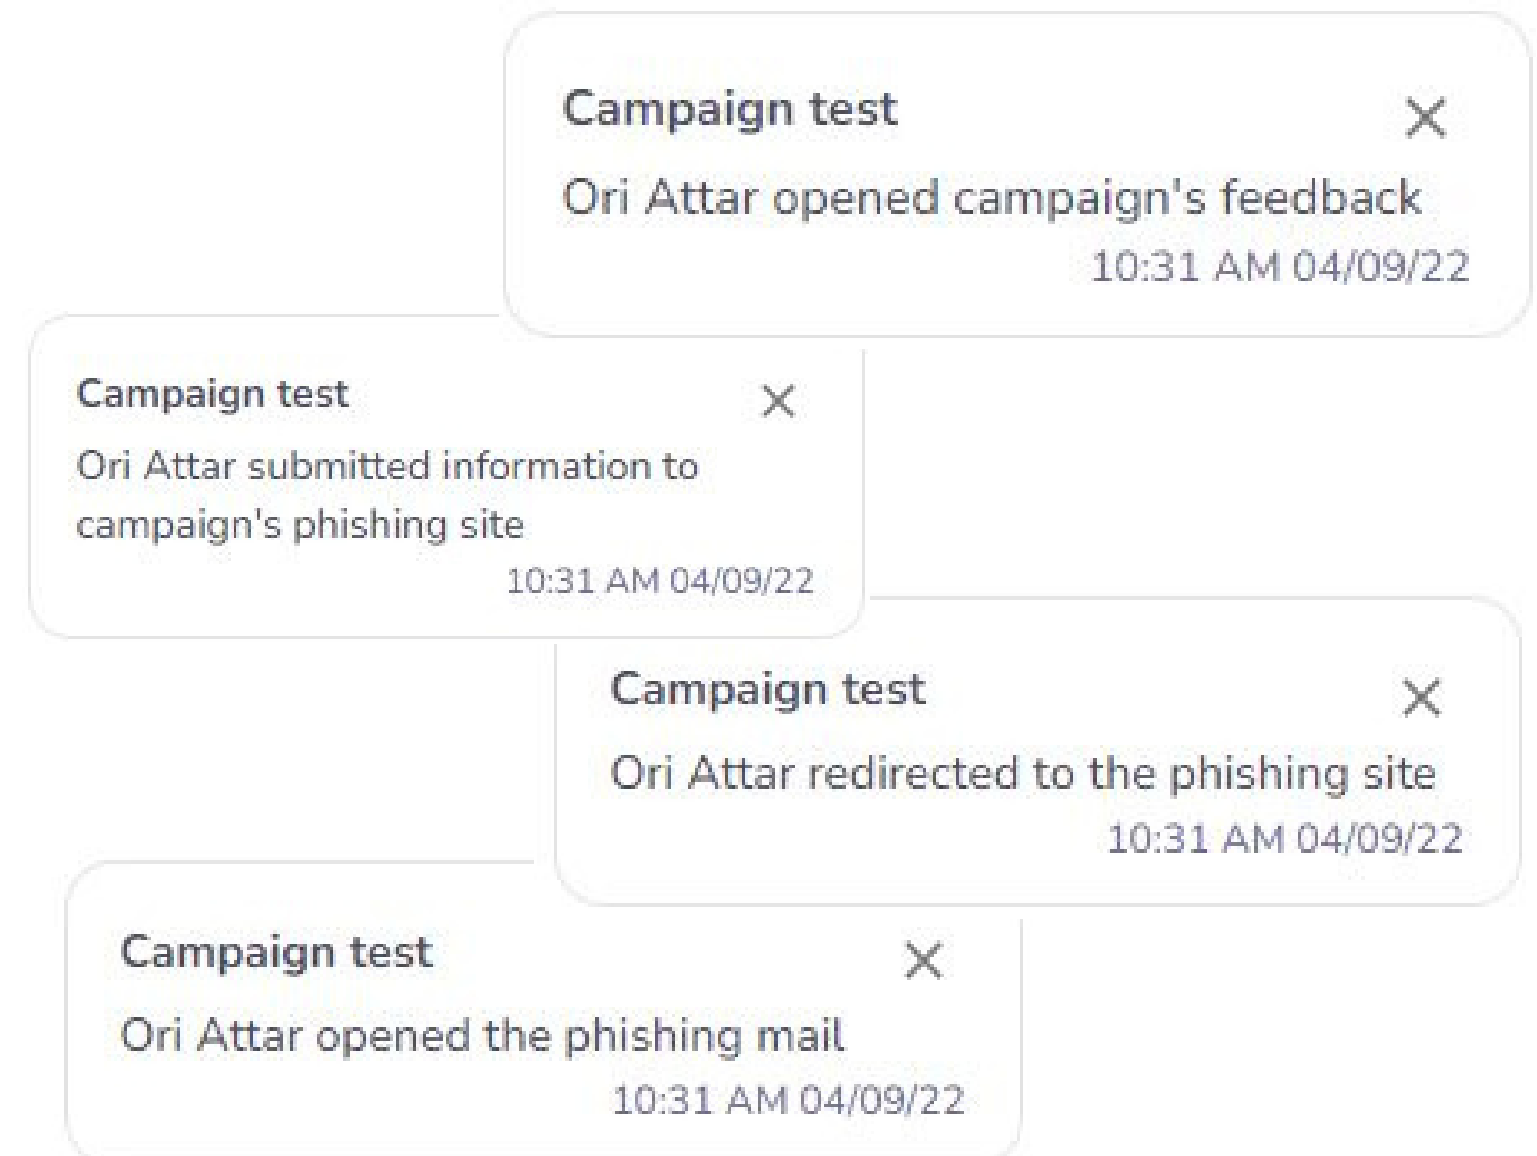 Campaign test
Ori Attar opened campaign's feedback
10:31 AM 04/09/22
Campaign test
Ori Attar submitted information to
campaign's phishing site
10:31 AM 04/09/22
Campaign test
Ori Attar redirected to the phishing site
10:31 AM 04/09/22
Campaign test
Ori Attar opened the phishing mail
10:31 AM 04/09/22